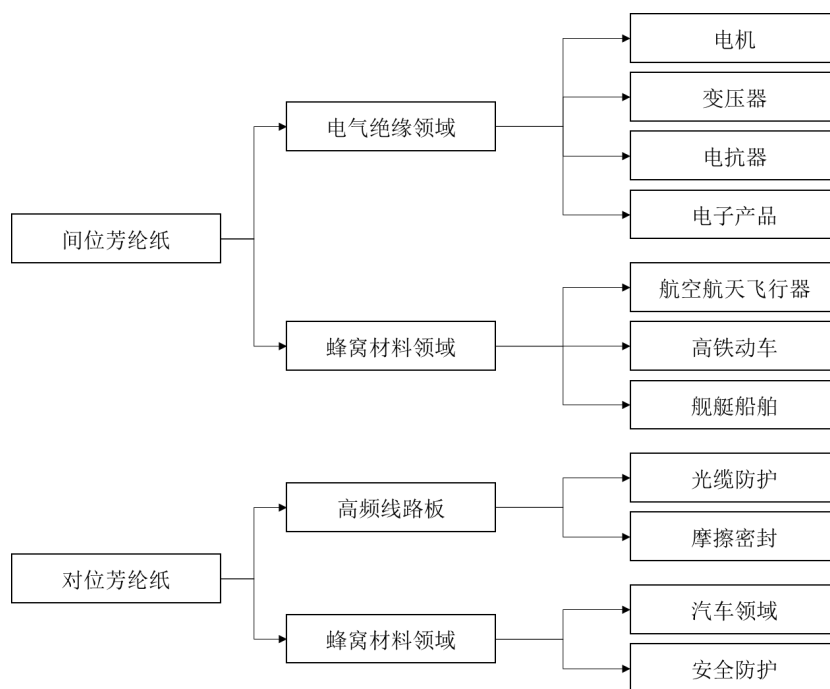 电机
变压器
电气绝缘领域
电抗器
电子产品
间位芳纶纸
航空航天飞行器
蜂窝材料领域
高铁动车
舰艇船舶
光缆防护
高频线路板
摩擦密封
对位芳纶纸
汽车领域
蜂窝材料领域
安全防护